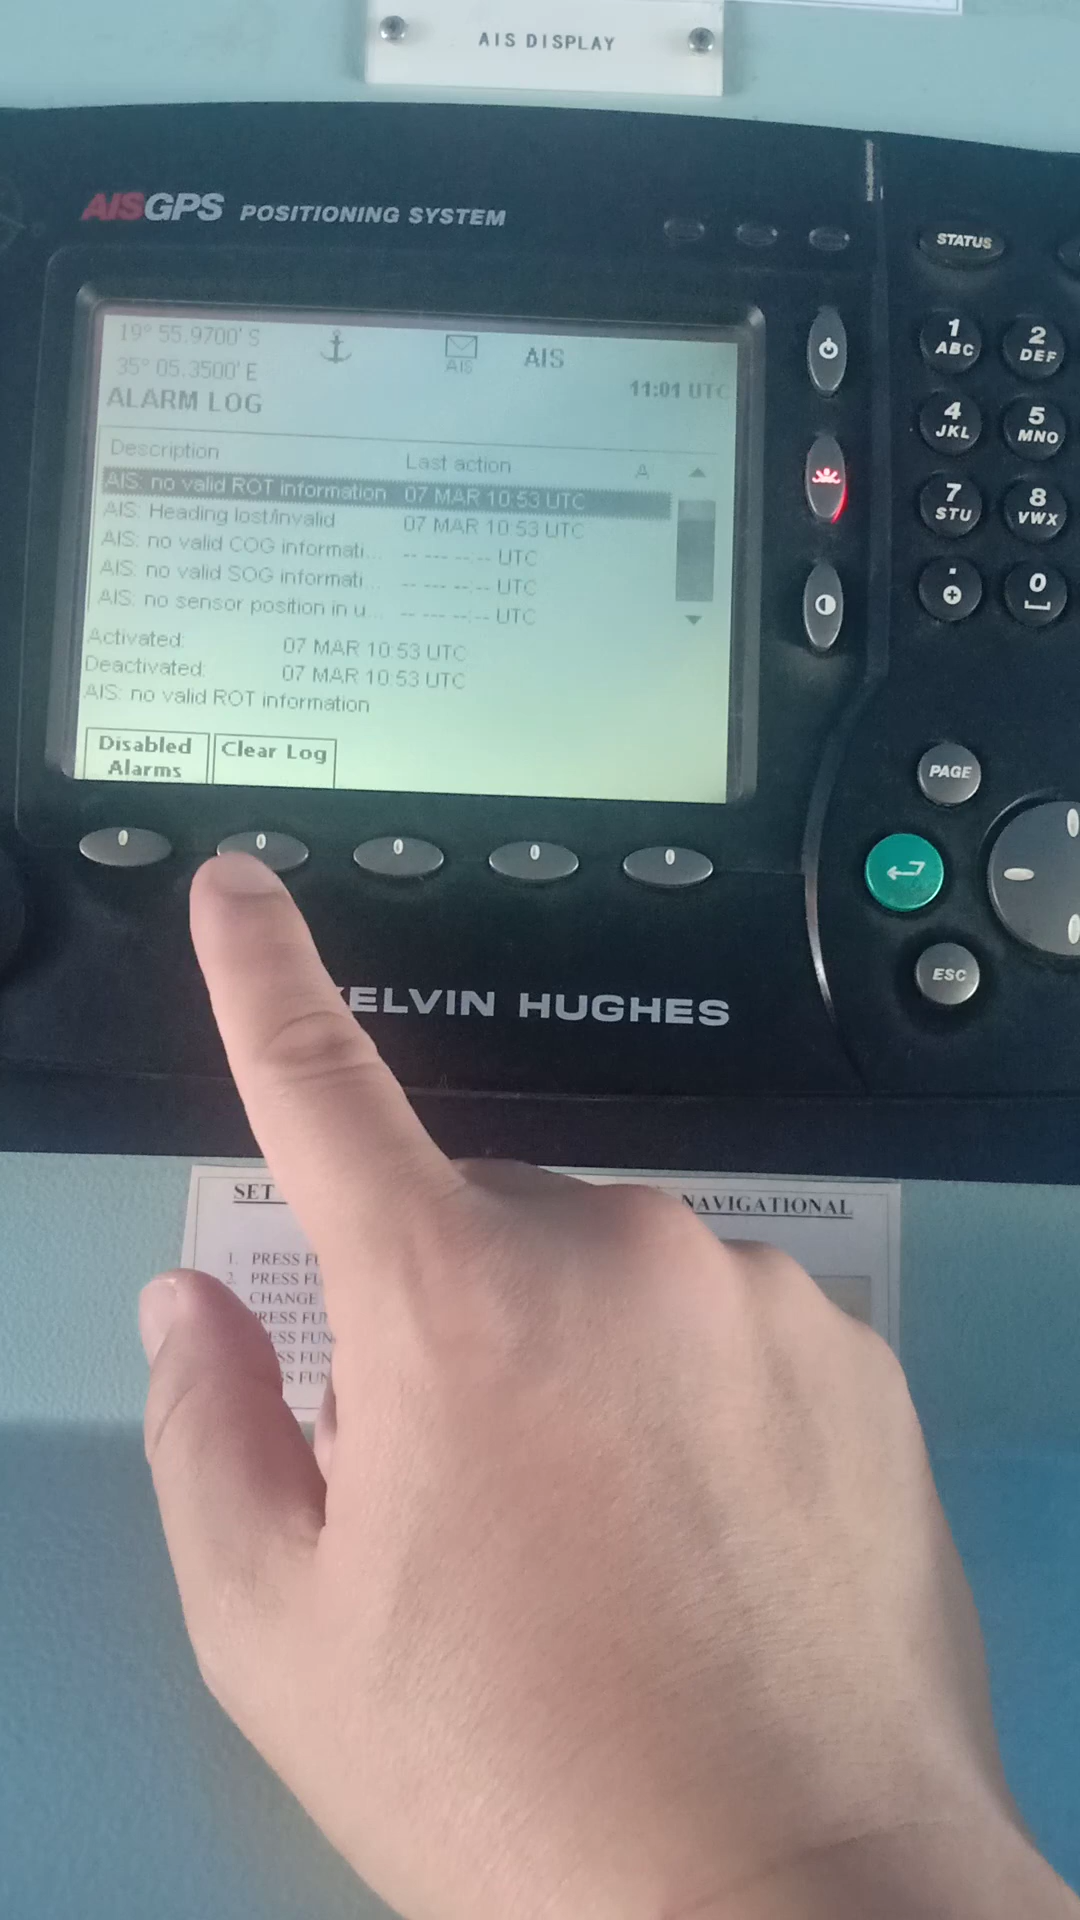 AIS DISPLAY
AISGPS POSITIONING SYSTEM
STATUS
19° 55.9700' S
35° 05.3500' E
AIS
AIS
11:01 UTC
ALARM LOG
Description Last action A
AIS: no valid ROT information 07 MAR 10:53 UTC
AIS: Heading lost/invalid 07 MAR 10:53 UTC
AIS: no valid COG informati... -- --- --:-- UTC
AIS: no valid SOG informati... -- --- --:-- UTC
AIS: no sensor position in u... -- --- --:-- UTC
Activated: 07 MAR 10:53 UTC
Deactivated: 07 MAR 10:53 UTC
AIS: no valid ROT information
Disabled
Alarms
Clear Log
1
ABC
2
DEF
4
JKL
5
MNO
7
STU
8
VWX
0
PAGE
ESC
KELVIN HUGHES
SET NAVIGATIONAL
1. PRESS
2. PRESS
CHANGE